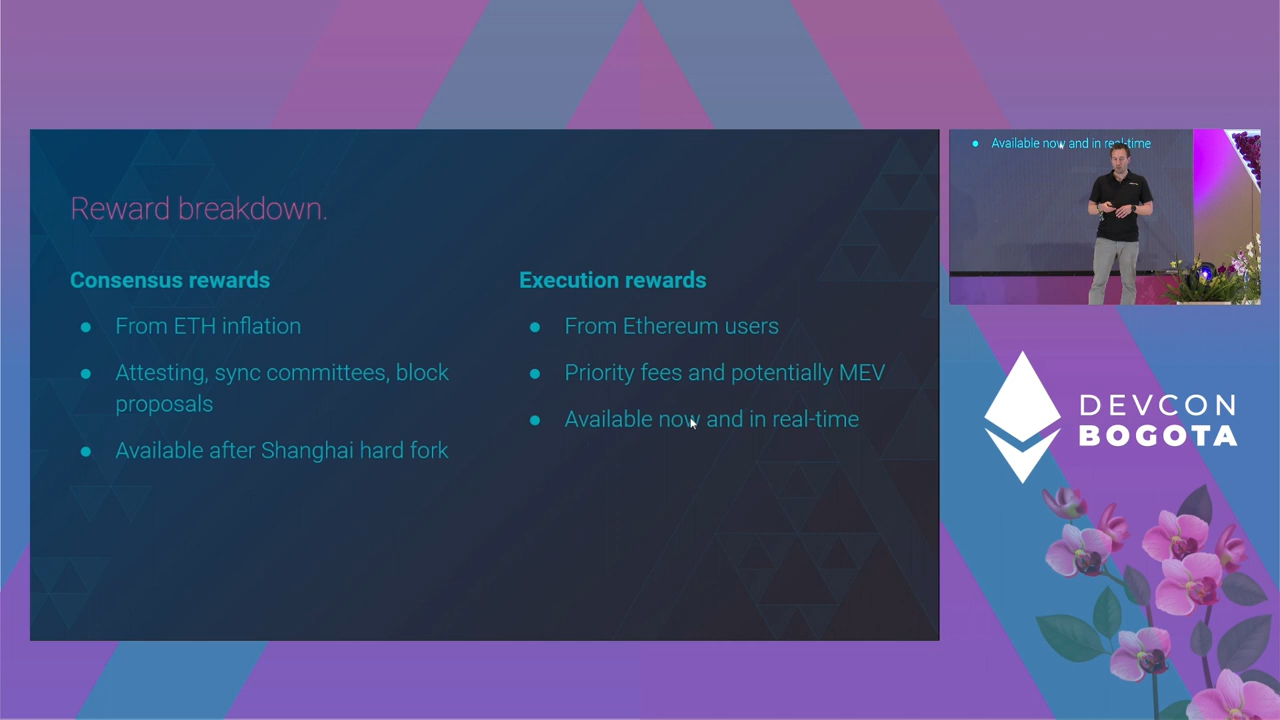 Reward breakdown.
Consensus rewards
● From ETH inflation
● Attesting, sync committees, block
proposals
● Available after Shanghai hard fork
Execution rewards
● From Ethereum users
● Priority fees and potentially MEV
● Available now and in real-time
● Available now and in real-time
DEVCON
BOGOTA